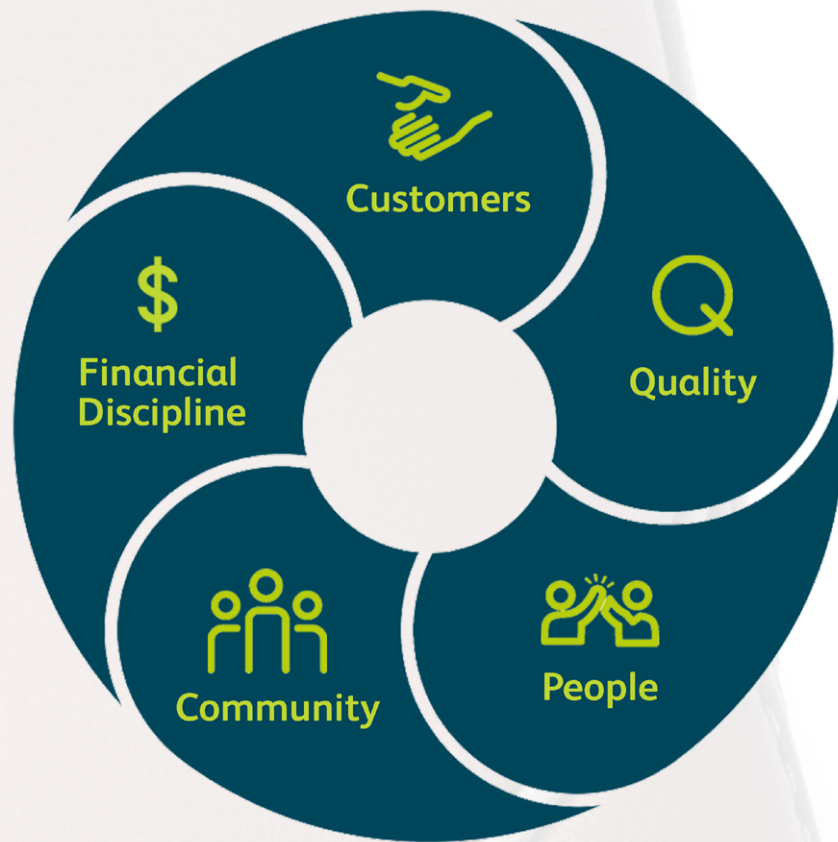 Customers
Quality
People
Community
Financial
Discipline